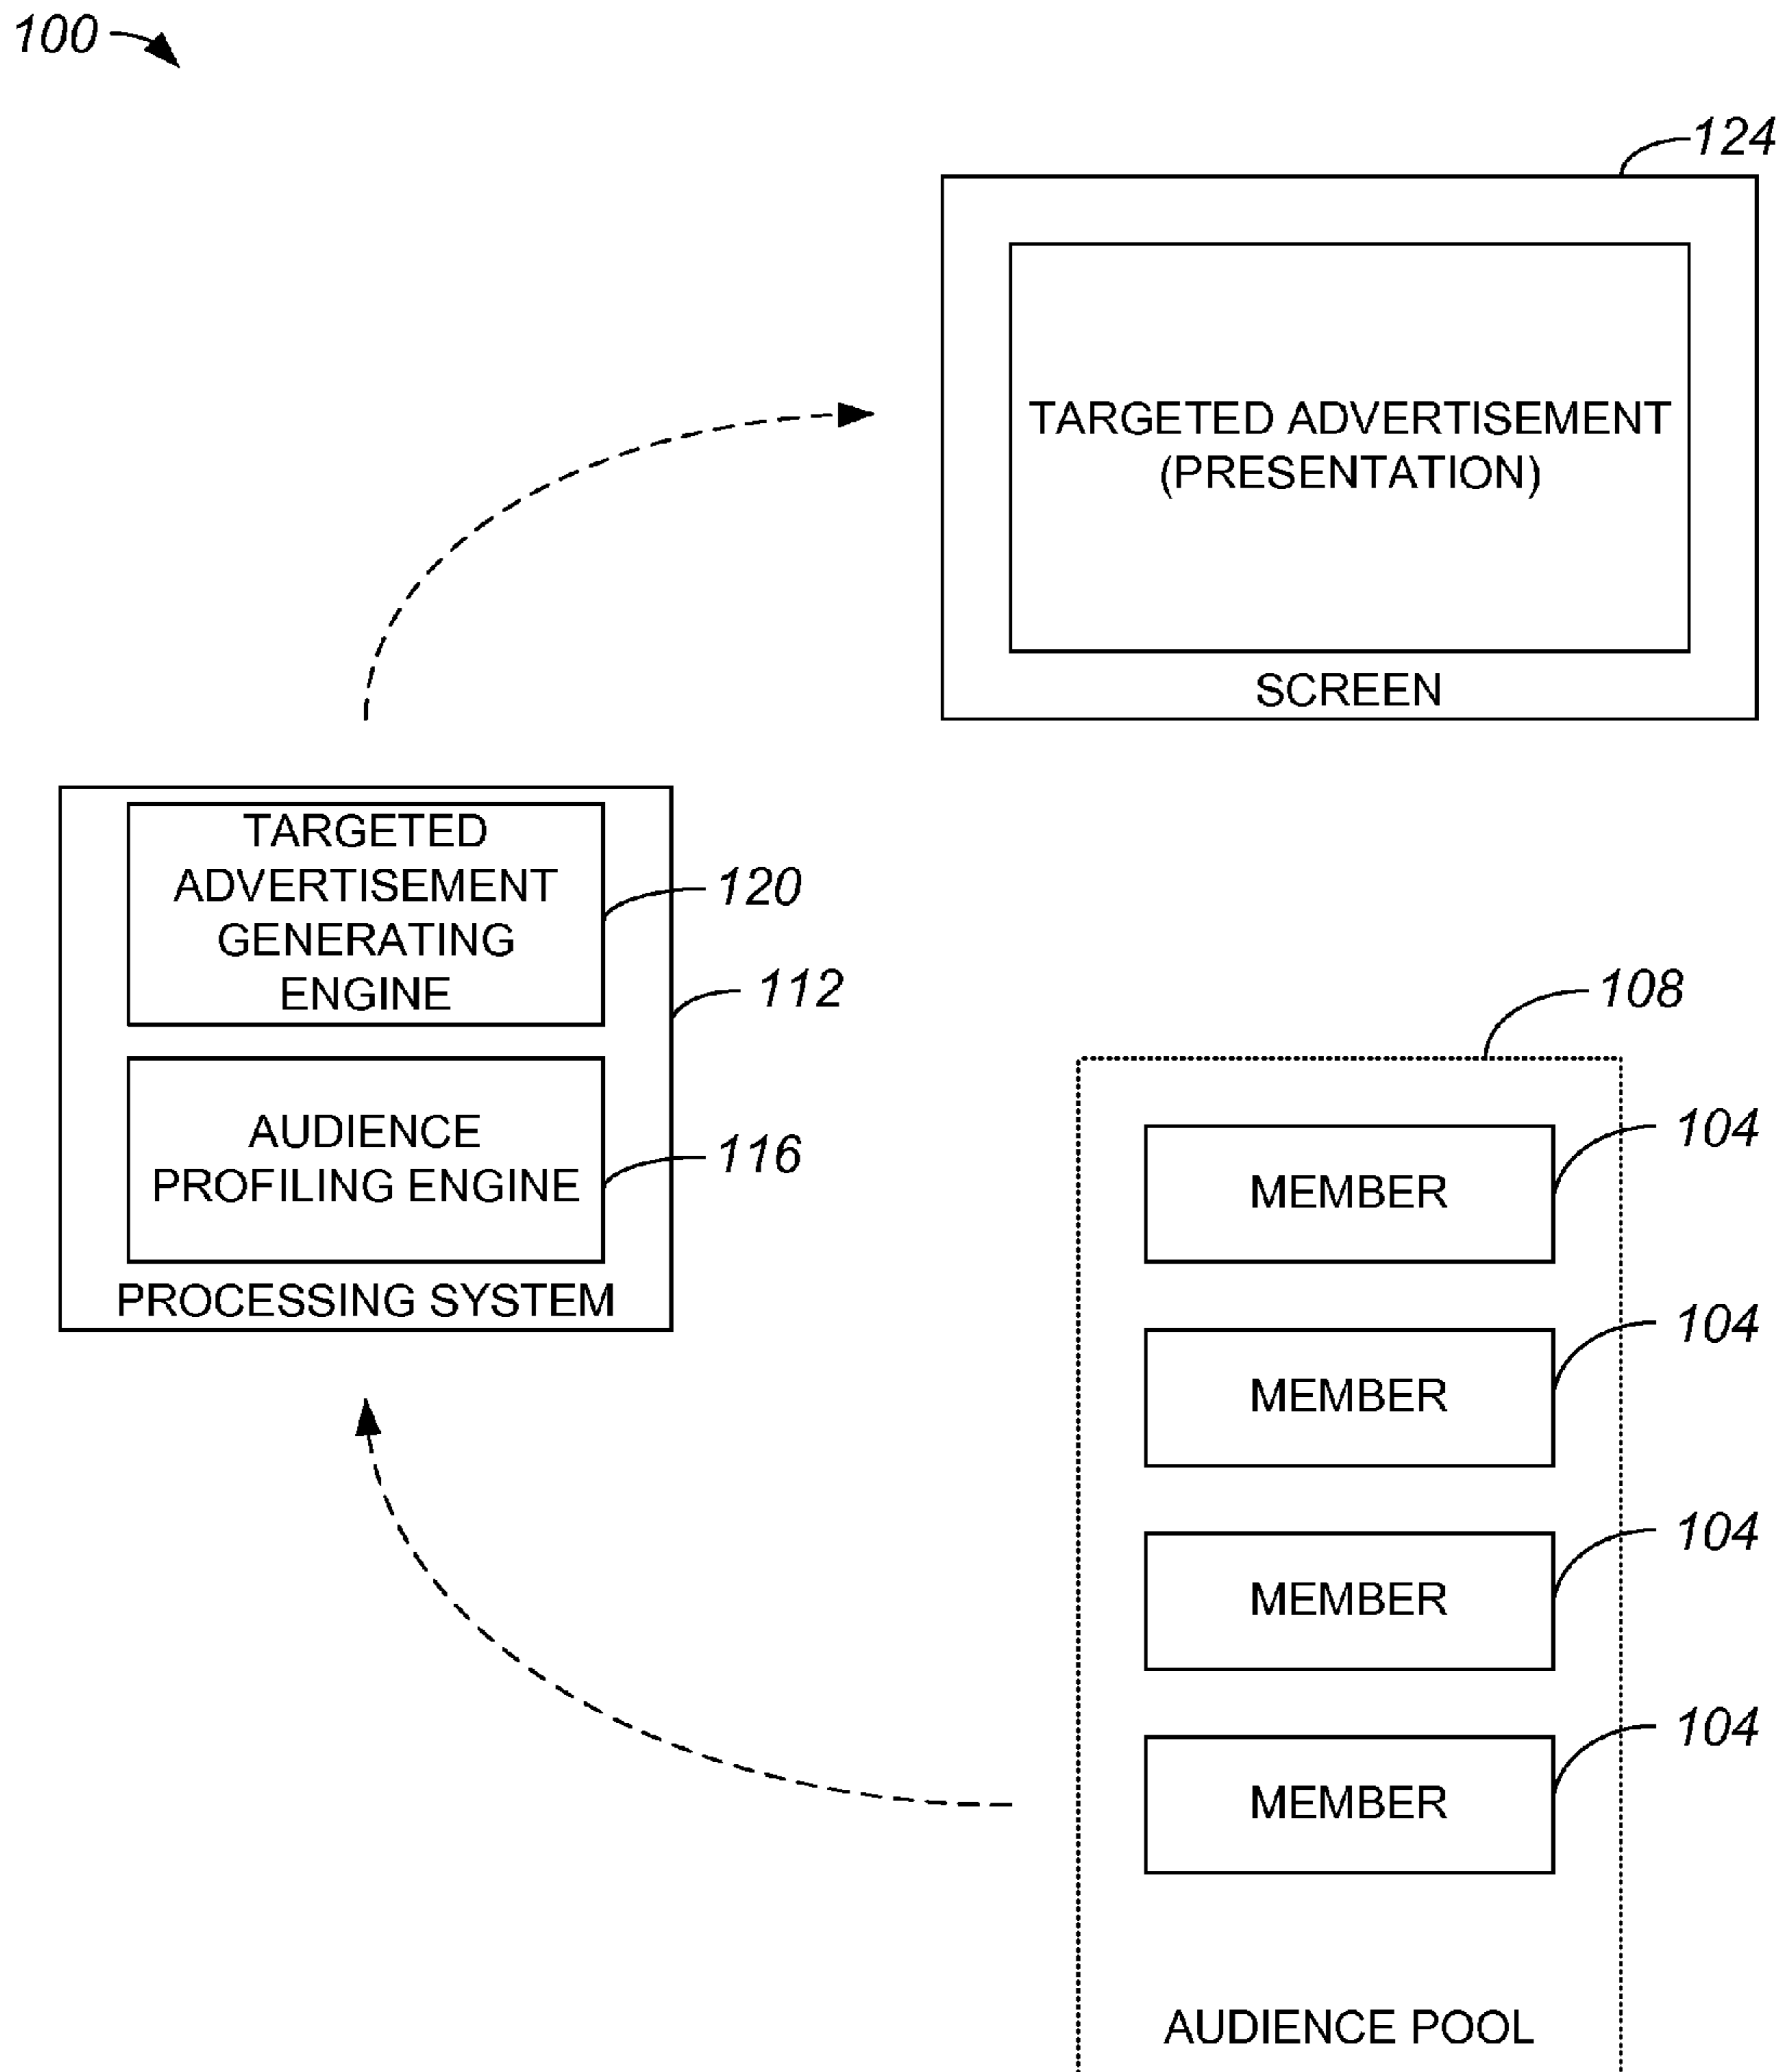 100
124
TARGETED ADVERTISEMENT
(PRESENTATION)
SCREEN
TARGETED
ADVERTISEMENT
GENERATING
ENGINE
120
112
AUDIENCE
PROFILING ENGINE
116
PROCESSING SYSTEM
108
MEMBER
104
MEMBER
104
MEMBER
104
MEMBER
104
AUDIENCE POOL